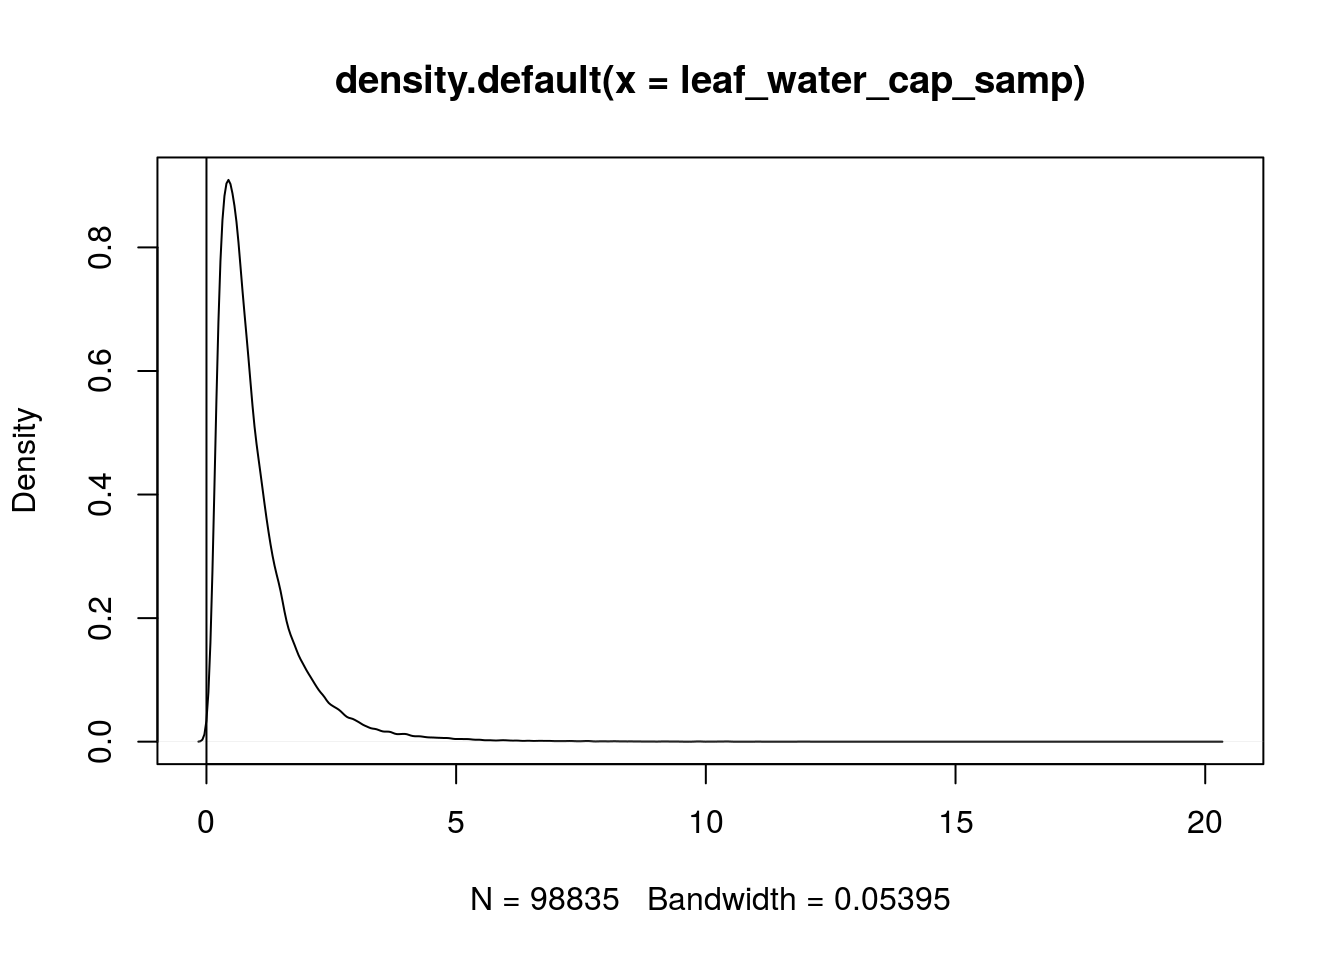 density.default(x = leaf_water_cap_samp)
Density
0.8
0.6
0.4
0.2
0.0
0 5 10 15 20
N = 98835 Bandwidth = 0.05395